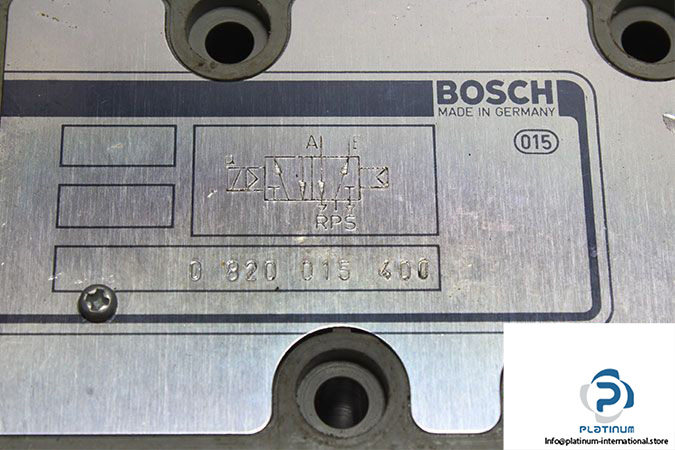 BOSCH
MADE IN GERMANY
015
A
RPS
0 820 015 400
PLATINUM
Info@platinum-international.store